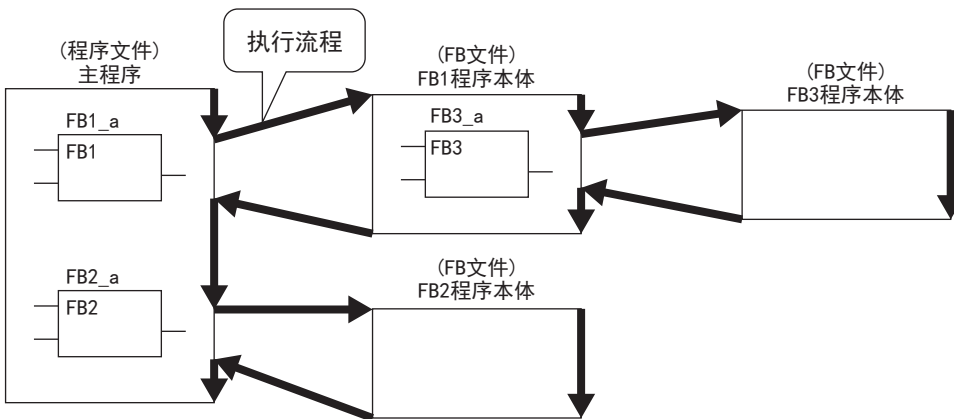 执行流程
(程序文件)
主程序
FB1_a
FB1
FB2_a
FB2
(FB文件)
FB1程序本体
FB3_a
FB3
(FB文件)
FB3程序本体
(FB文件)
FB2程序本体